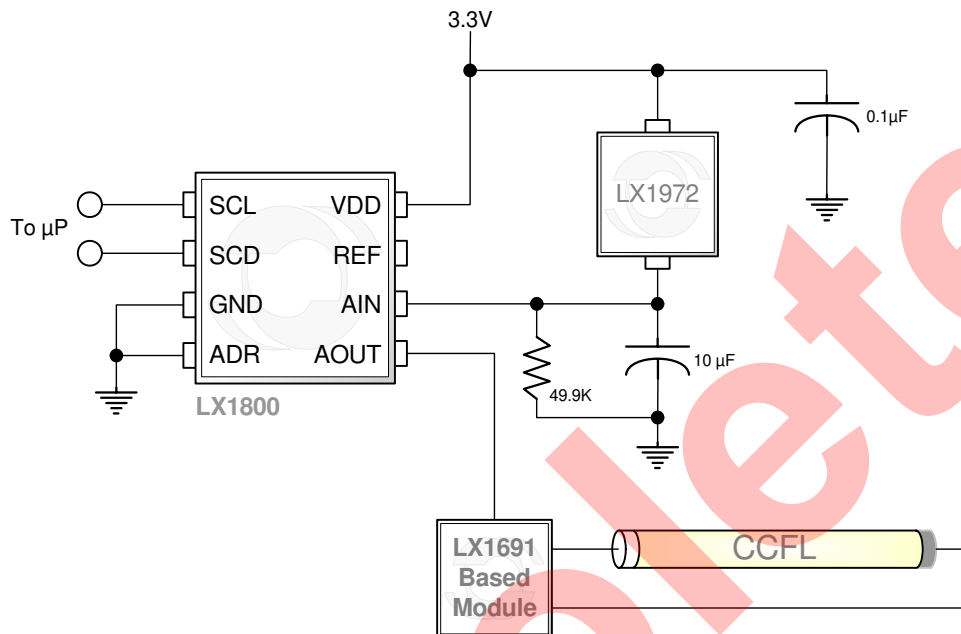 3.3V
0.1µF
LX1972
To µP
SCL
VDD
SCD
REF
GND
AIN
ADR
AOUT
10 µF
49.9K
LX1800
LX1691
Based
Module
CCFL
olete